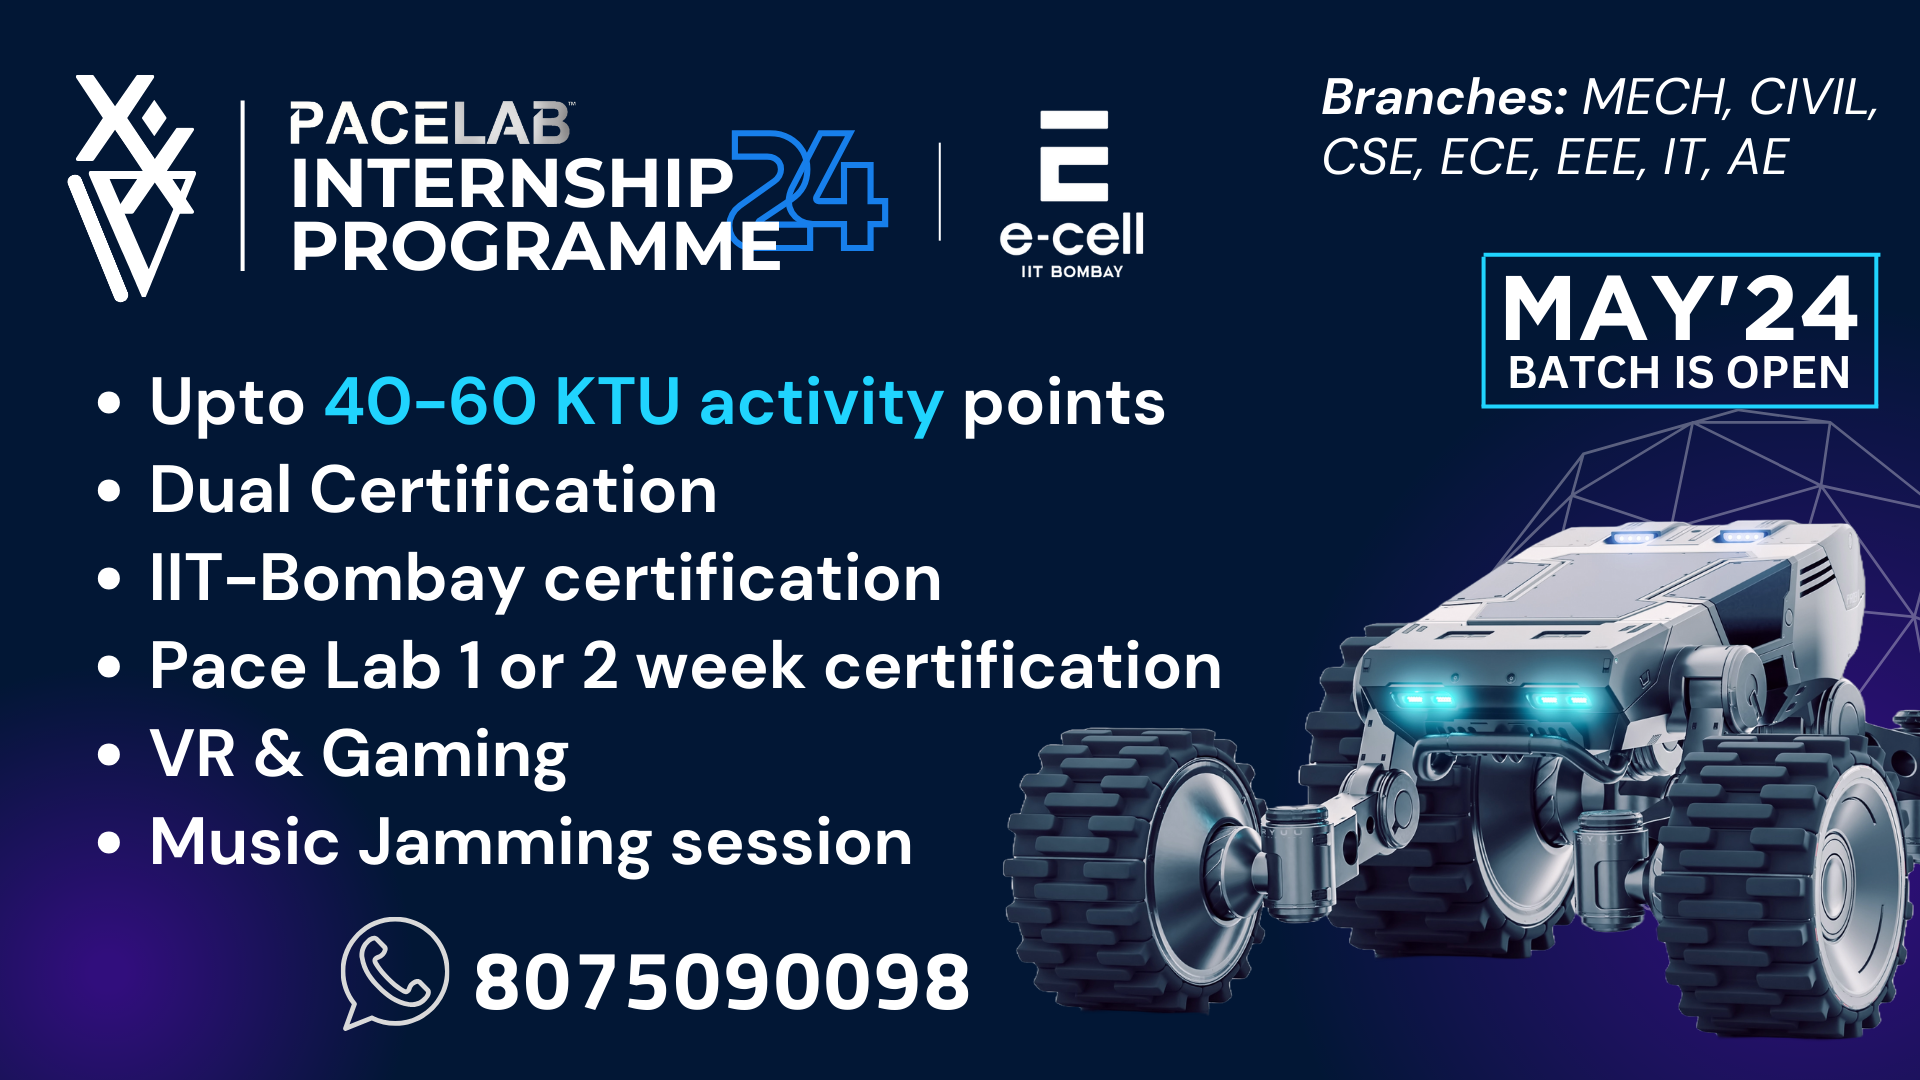 PACELAB™
INTERNSHIP
PROGRAMME
24
e-cell
IIT BOMBAY
Branches: MECH, CIVIL,
CSE, ECE, EEE, IT, AE
MAY'24
BATCH IS OPEN
• Upto 40-60 KTU activity points
• Dual Certification
• IIT-Bombay certification
• Pace Lab 1 or 2 week certification
• VR & Gaming
• Music Jamming session
8075090098